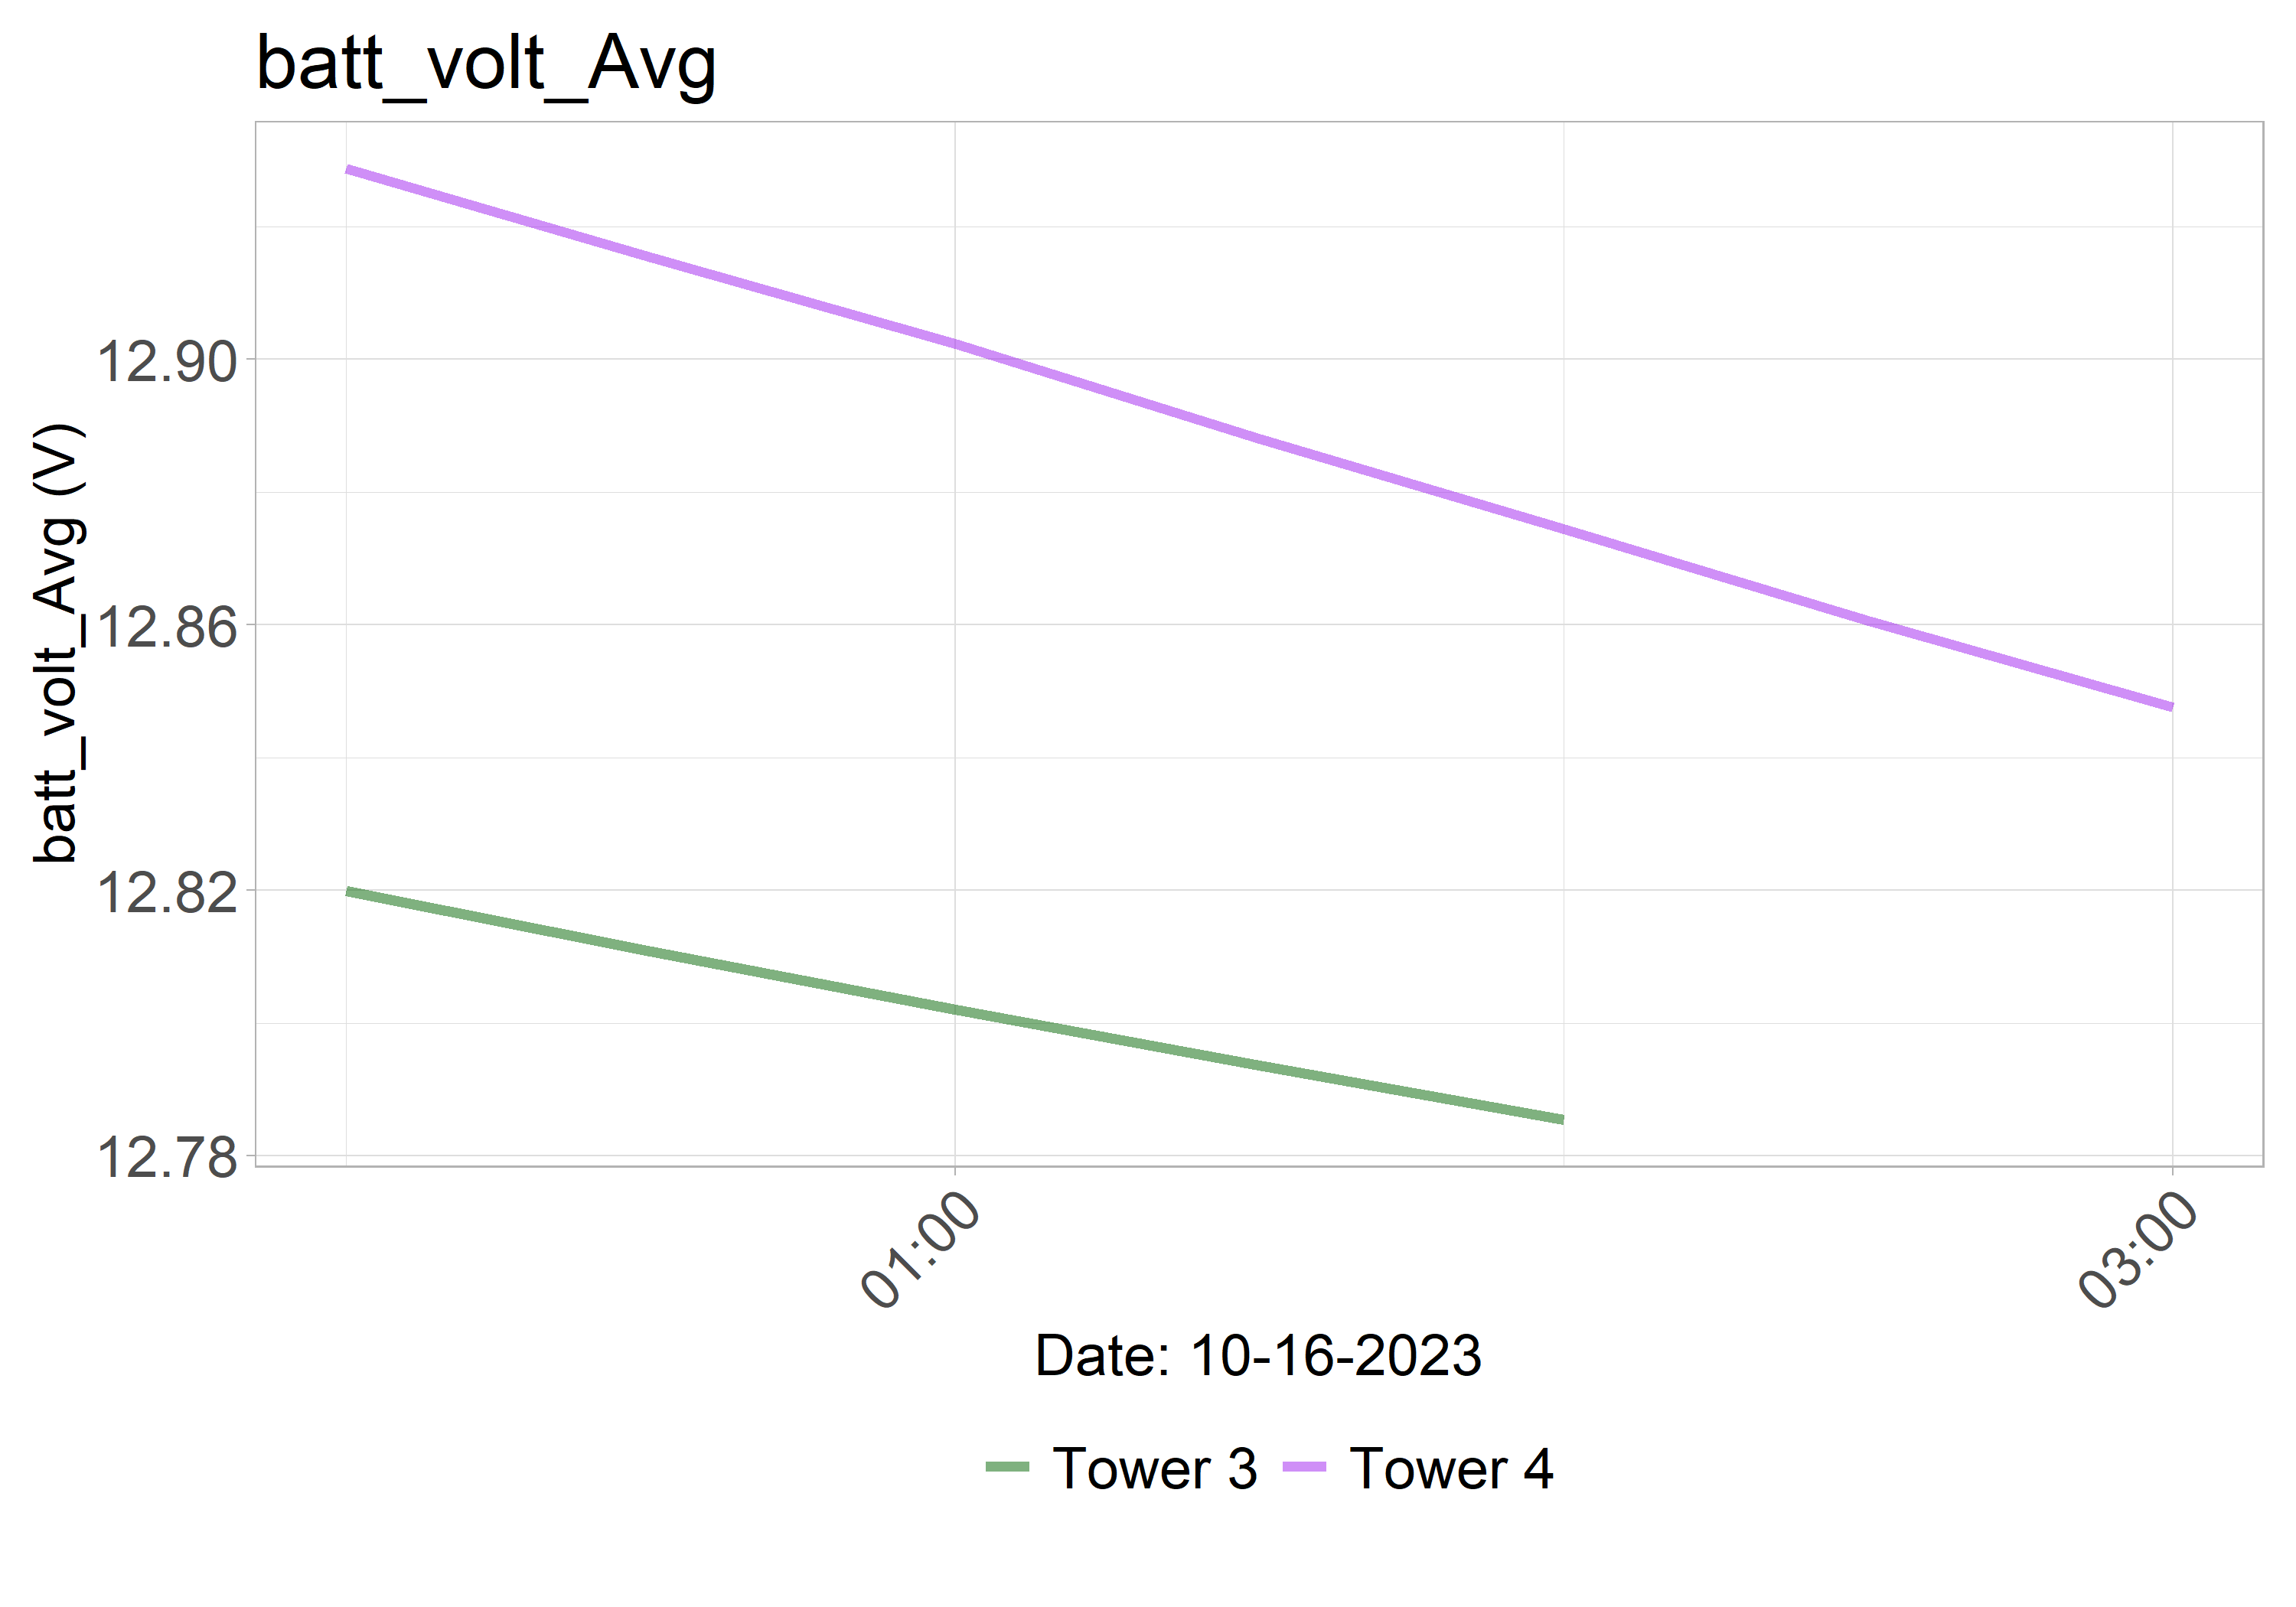 batt_volt_Avg
batt_volt_Avg (V)
12.90
12.86
12.82
12.78
01:00
03:00
Date: 10-16-2023
Tower 3
Tower 4